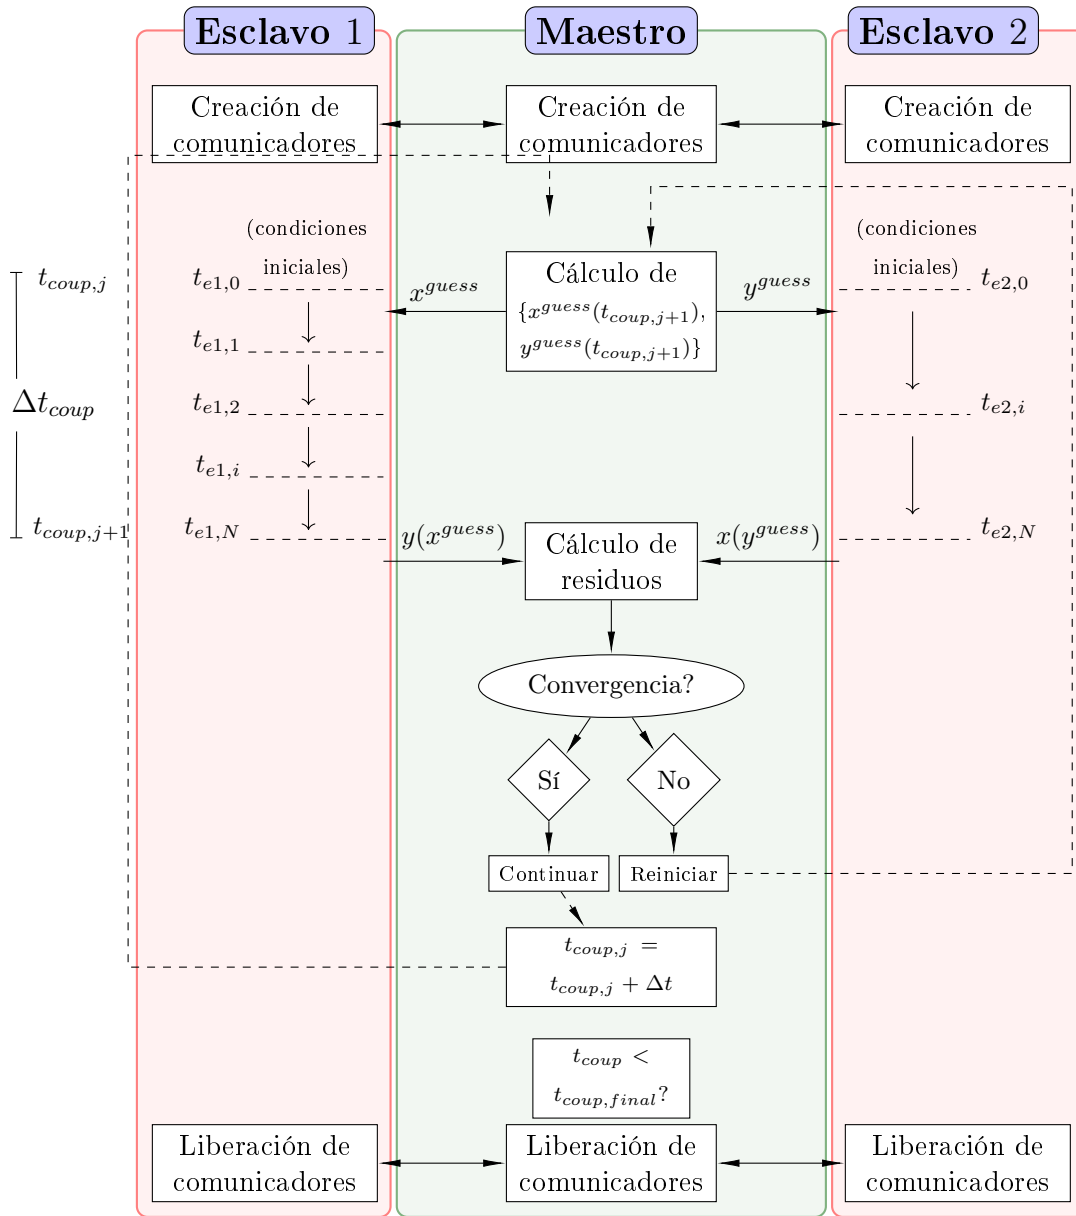 Esclavo 1
Maestro
Esclavo 2
Creación de
comunicadores
Creación de
comunicadores
Creación de
comunicadores
(condiciones
iniciales)
(condiciones
iniciales)
t_{coup,j}
Δt_{coup}
t_{coup,j+1}
t_{e1,0}
t_{e1,1}
t_{e1,2}
t_{e1,i}
t_{e1,N}
x^{guess}
Cálculo de
{x^{guess}(t_{coup,j+1}),
y^{guess}(t_{coup,j+1})}
y^{guess}
t_{e2,0}
t_{e2,i}
t_{e2,N}
y(x^{guess})
Cálculo de
residuos
x(y^{guess})
Convergencia?
Sí
No
Continuar
Reiniciar
t_{coup,j} =
t_{coup,j} + Δt
t_{coup} <
t_{coup,final}?
Liberación de
comunicadores
Liberación de
comunicadores
Liberación de
comunicadores